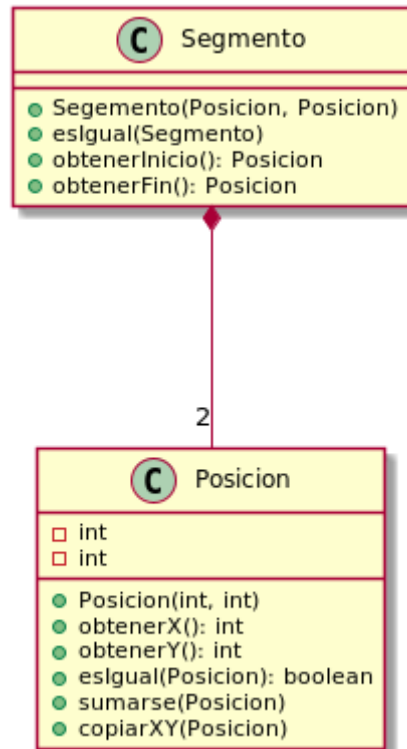 C Segmento
Segemento(Posicion, Posicion)
esIgual(Segmento)
obtenerInicio(): Posicion
obtenerFin(): Posicion
2
C Posicion
int
int
Posicion(int, int)
obtenerX(): int
obtenerY(): int
esIgual(Posicion): boolean
sumarse(Posicion)
copiarXY(Posicion)